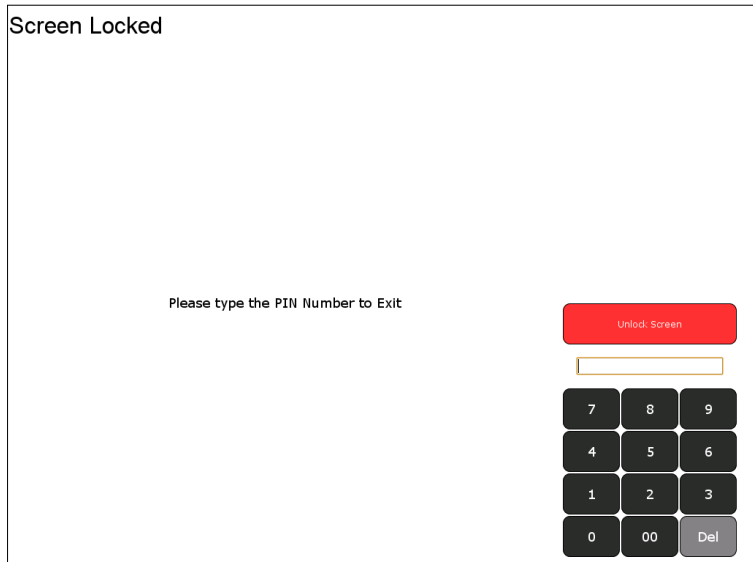 Screen Locked
Please type the PIN Number to Exit
Unlod: Screen
7 8 9
4 5 6
1 2 3
0 00 Del